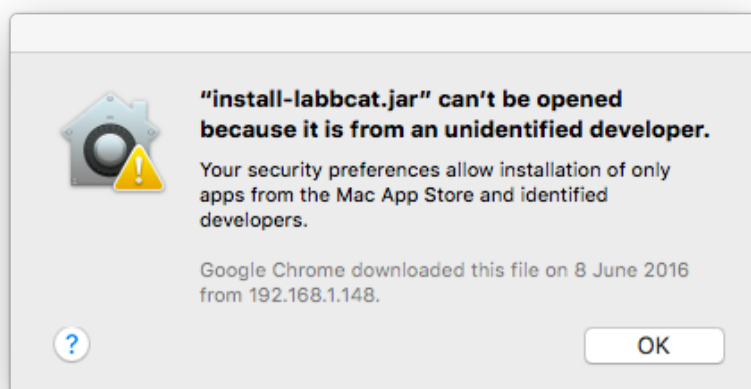 “install-labbcat.jar” can’t be opened
because it is from an unidentified developer.
Your security preferences allow installation of only
apps from the Mac App Store and identified
developers.
Google Chrome downloaded this file on 8 June 2016
from 192.168.1.148.
?
OK